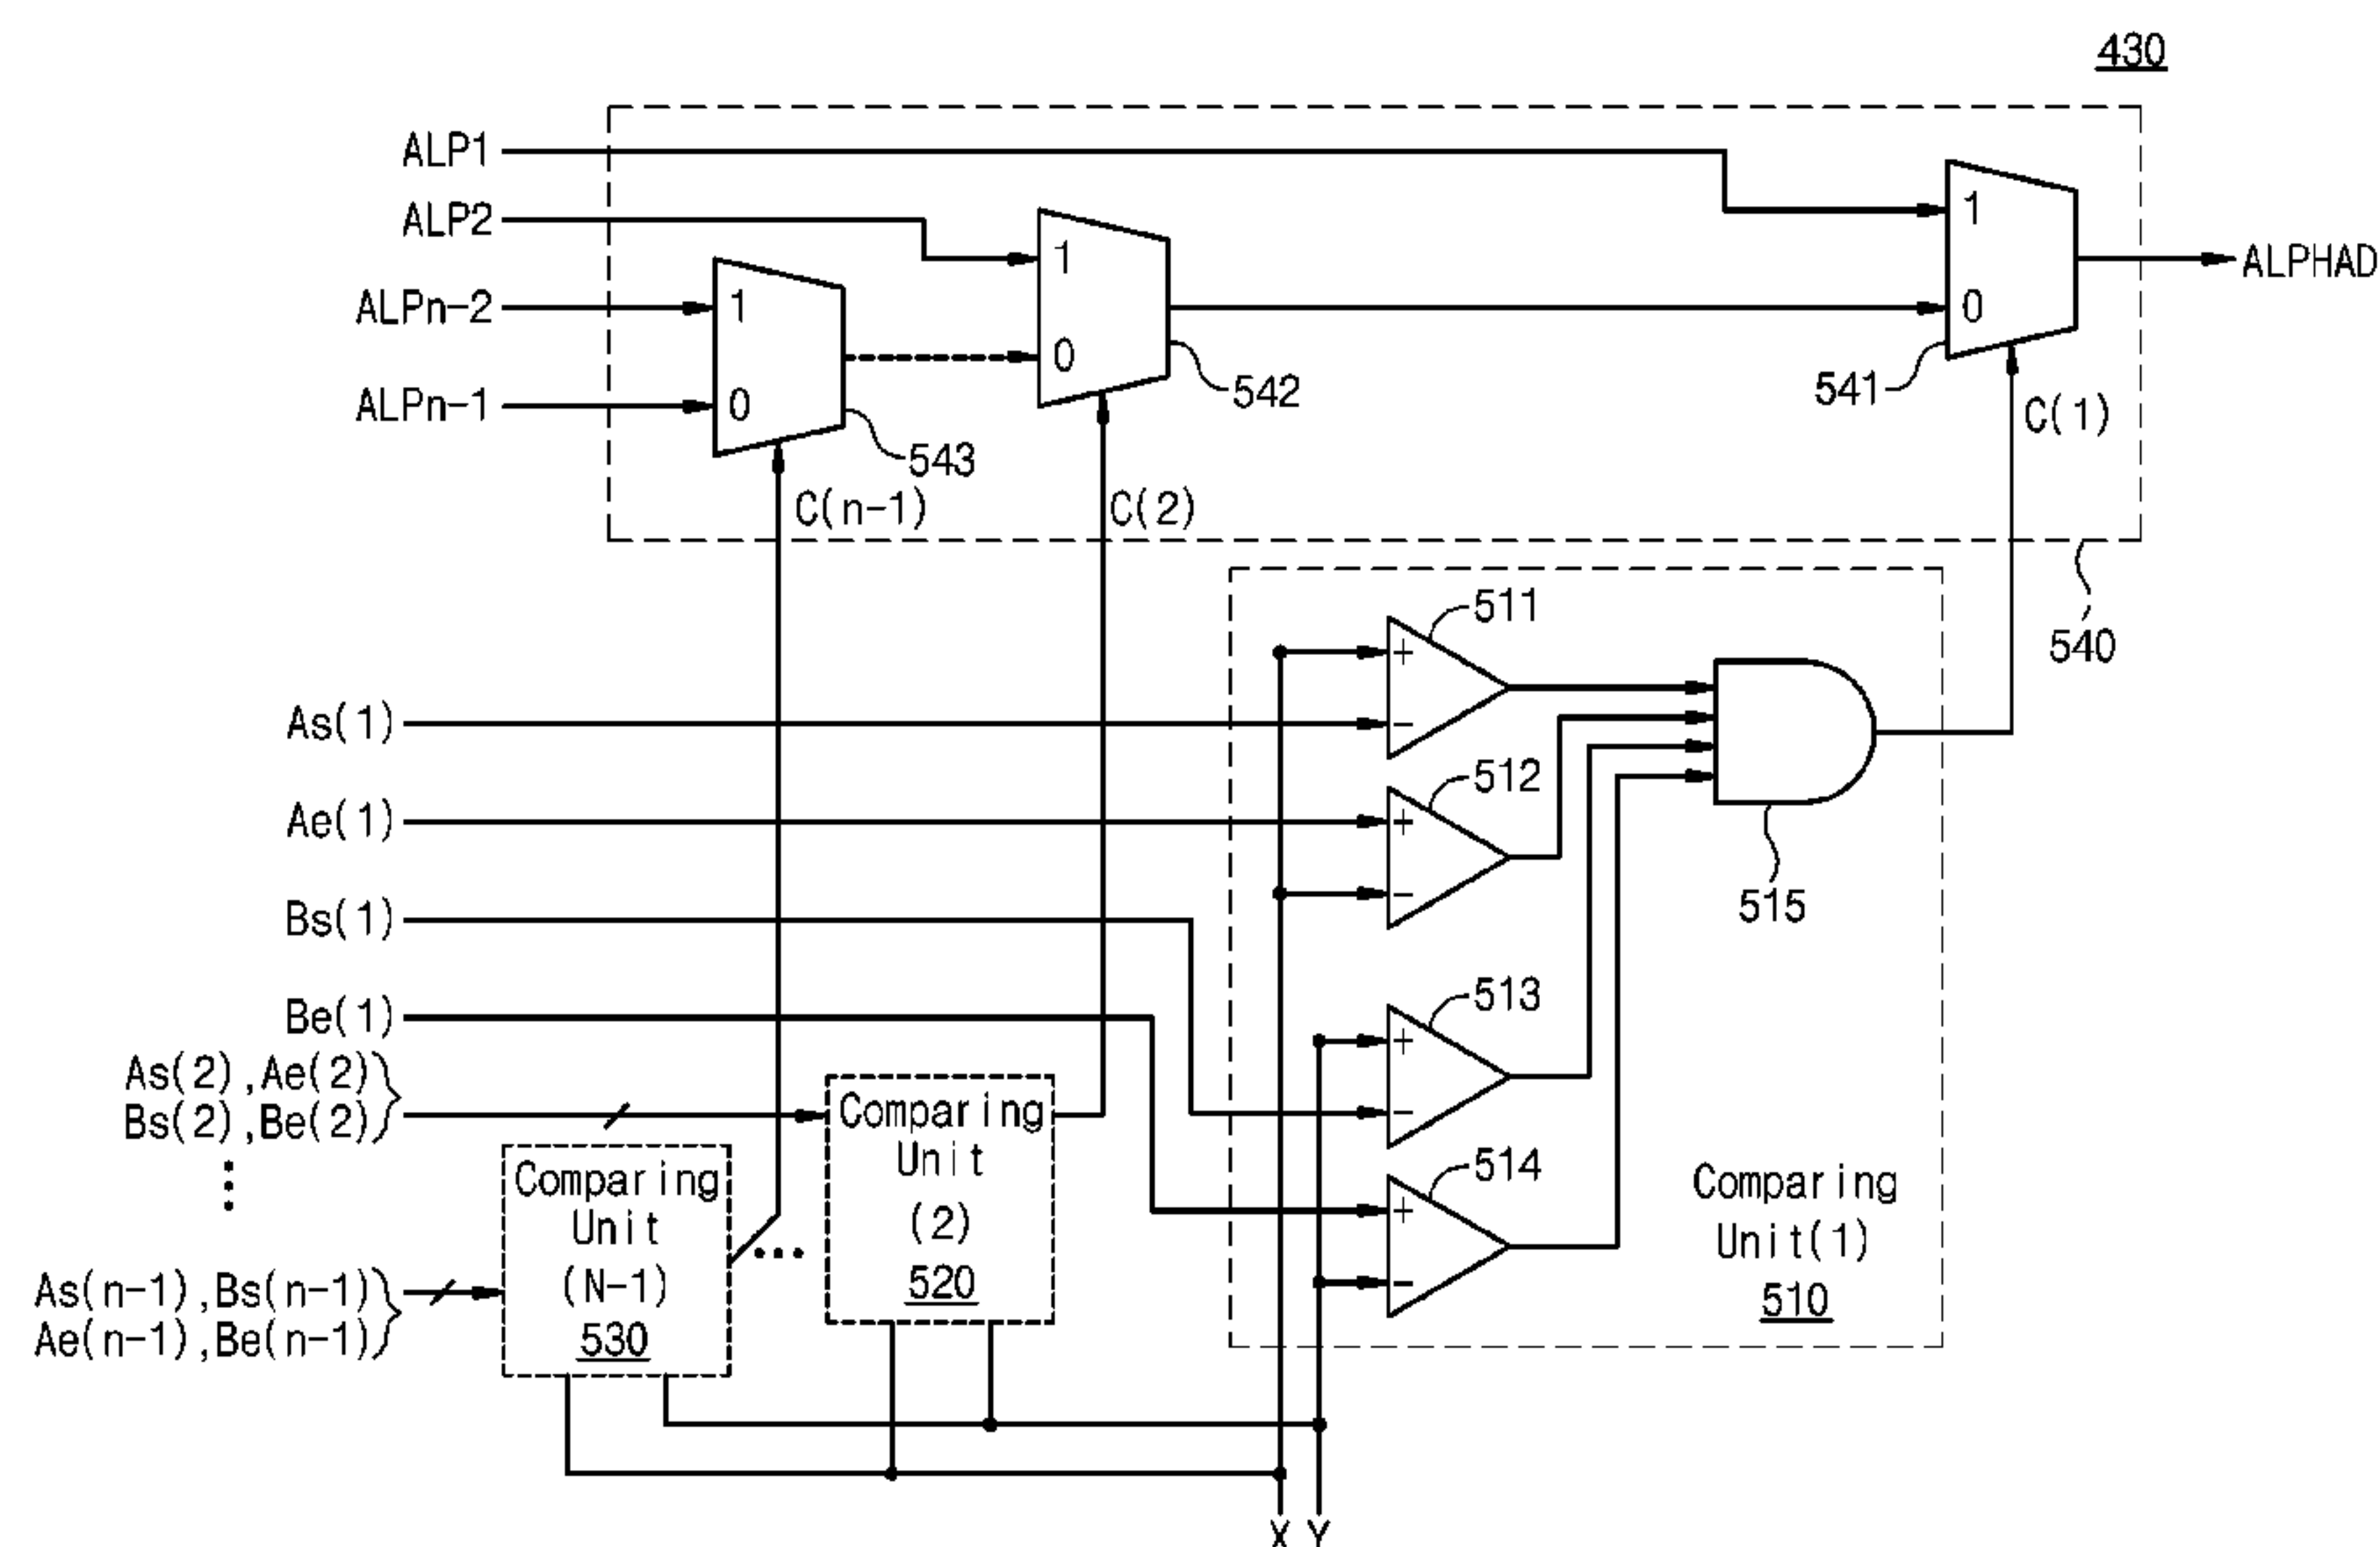 430
ALP1
ALP2
ALPn-2
ALPn-1
1
0
543
C(n-1)
1
0
542
C(2)
1
0
541
C(1)
ALPHAD
540
As(1)
Ae(1)
Bs(1)
Be(1)
As(2),Ae(2)
Bs(2),Be(2)
As(n-1),Bs(n-1)
Ae(n-1),Be(n-1)
Comparing
Unit
(N-1)
530
Comparing
Unit
(2)
520
+
-
511
+
-
512
+
-
513
+
-
514
515
Comparing
Unit(1)
510
X Y